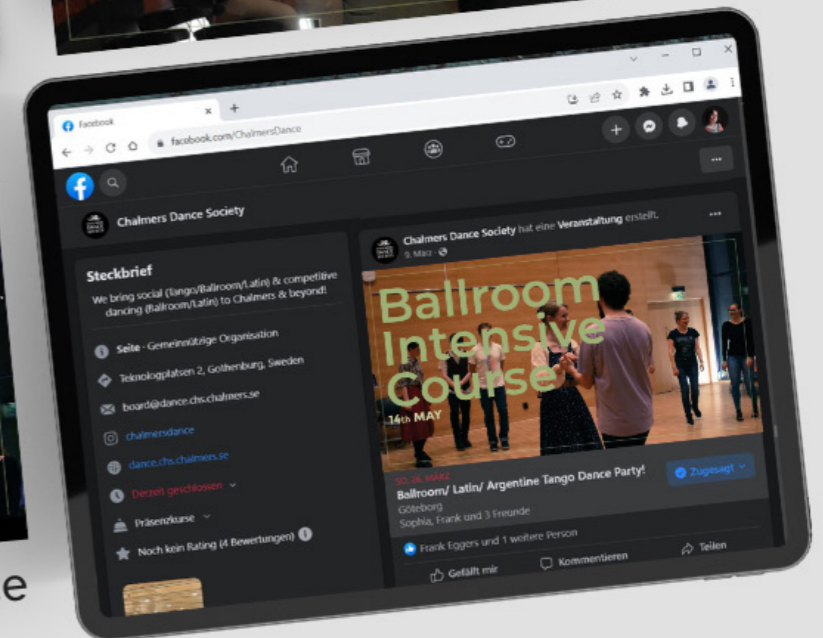 Facebook
facebook.com/ChalmersDance
Chalmers Dance Society
Steckbrief
We bring social (Tango/Ballroom/Latin) & competitive
dancing (Ballroom/Latin) to Chalmers & beyond!
Seite · Gemeinnützige Organisation
Teknologplatsen 2, Gothenburg, Sweden
board@dance.chs.chalmers.se
chalmersdance
dance.chs.chalmers.se
Derzeit geschlossen
Präsenzkurse
Noch kein Rating (4 Bewertungen)
Chalmers Dance Society hat eine Veranstaltung erstellt.
9. März ·
Ballroom
Intensive
Course
14th MAY
SO, 26. MÄRZ
Ballroom/ Latin/ Argentine Tango Dance Party!
Göteborg
Sophia, Frank und 3 Freunde
Zugesagt
Frank Eggers und 1 weitere Person
Gefällt mir
Kommentieren
Teilen